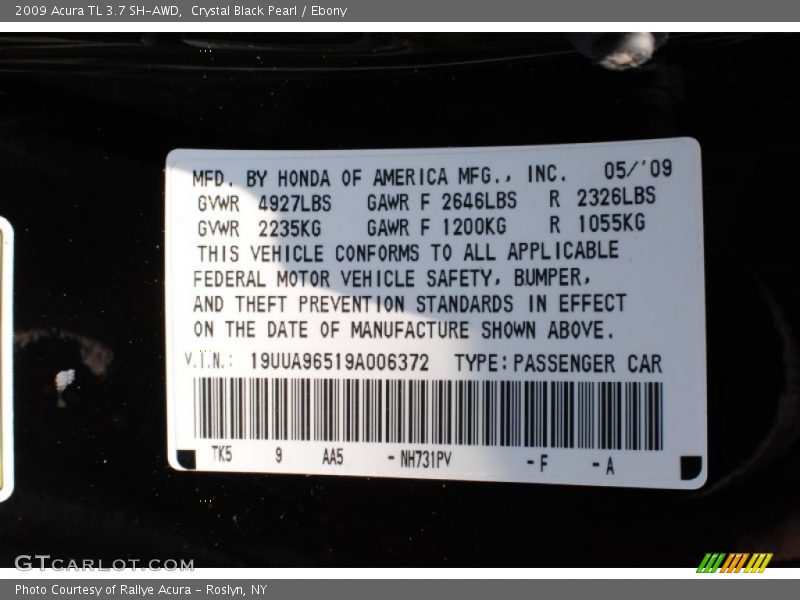 2009 Acura TL 3.7 SH-AWD,  Crystal Black Pearl / Ebony
MFD. BY HONDA OF AMERICA MFG., INC. 05/'09
GVWR 4927LBS GAWR F 2646LBS R 2326LBS
GVWR 2235KG GAWR F 1200KG R 1055KG
THIS VEHICLE CONFORMS TO ALL APPLICABLE
FEDERAL MOTOR VEHICLE SAFETY, BUMPER,
AND THEFT PREVENTION STANDARDS IN EFFECT
ON THE DATE OF MANUFACTURE SHOWN ABOVE.
V.I.N.: 19UUA96519A006372 TYPE:PASSENGER CAR
TK5 9 AA5 -NH731PV -F -A
GTCARLOT.COM
Photo Courtesy of Rallye Acura - Roslyn, NY